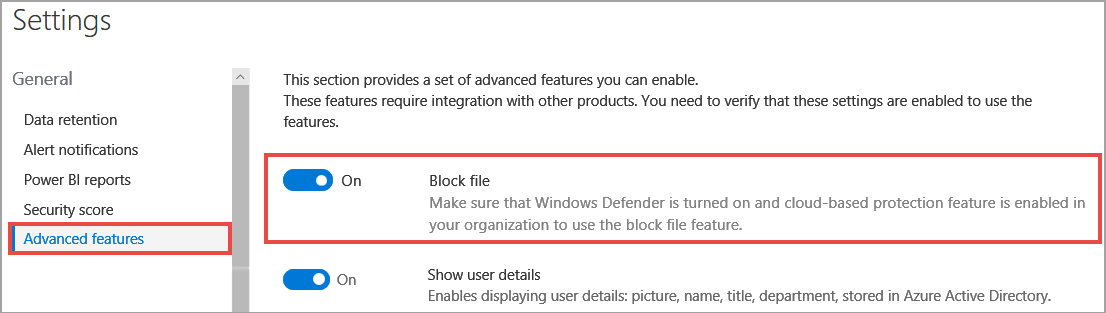 Settings
General
Data retention
Alert notifications
Power BI reports
Security score
Advanced features
This section provides a set of advanced features you can enable.
These features require integration with other products. You need to verify that these settings are enabled to use the
features.
On
Block file
Make sure that Windows Defender is turned on and cloud-based protection feature is enabled in
your organization to use the block file feature.
On
Show user details
Enables displaying user details: picture, name, title, department, stored in Azure Active Directory.